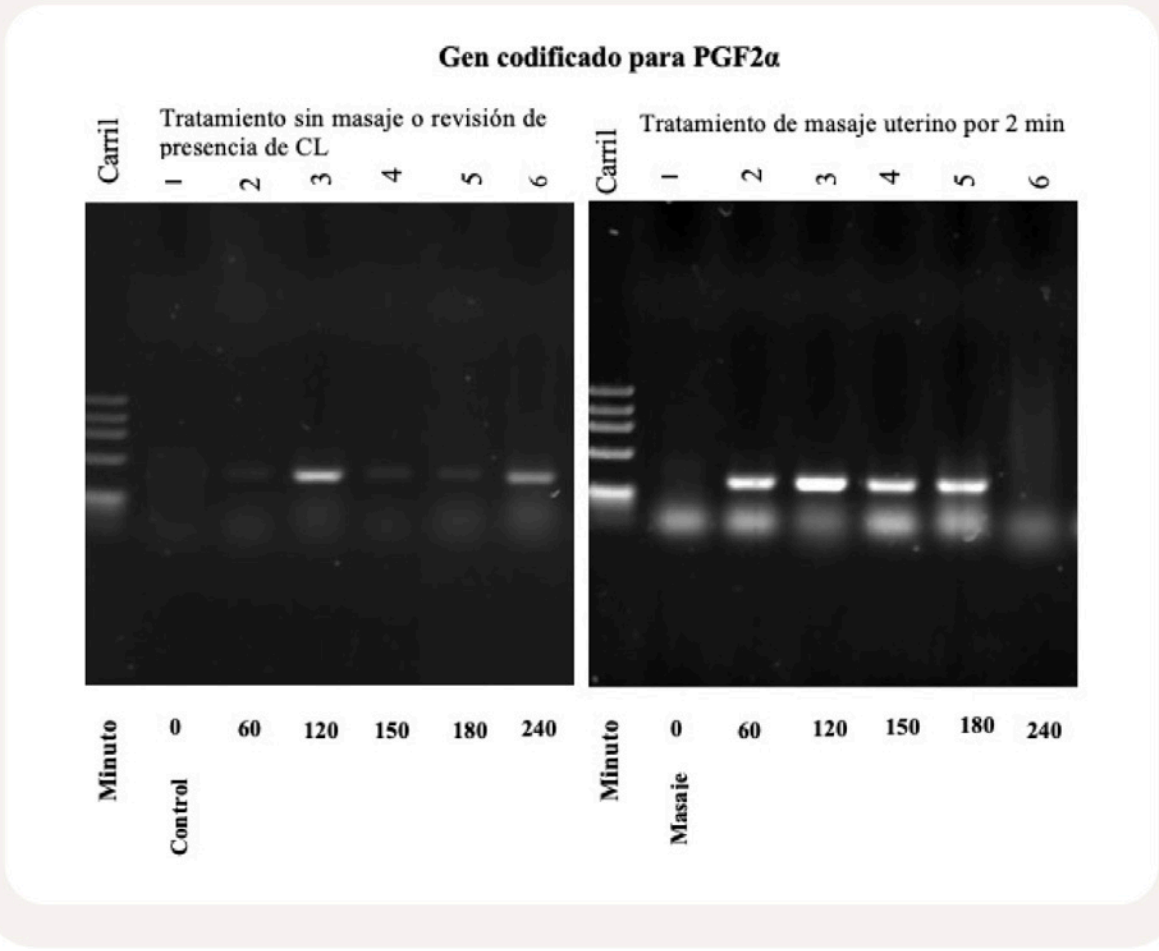 Gen codificado para PGF2α
Carril
Tratamiento sin masaje o revisión de
presencia de CL
1 2 3 4 5 6
Carril
Tratamiento de masaje uterino por 2 min
1 2 3 4 5 6
Minuto
0 60 120 150 180 240
Control
Minuto
0 60 120 150 180 240
Masaje